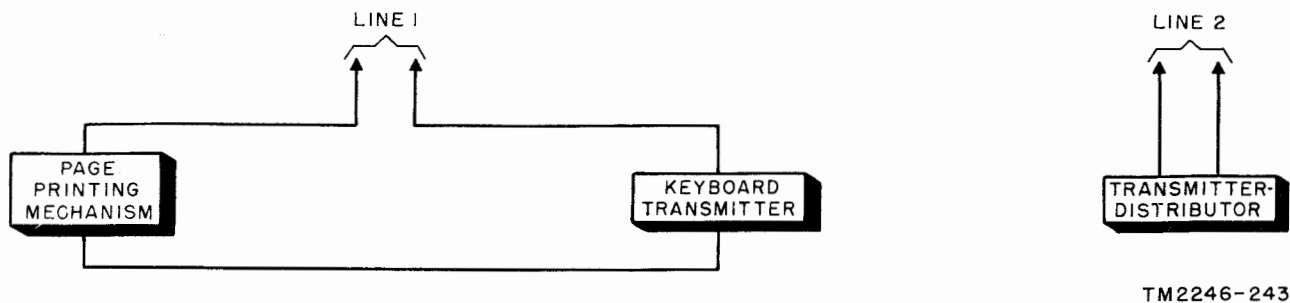 LINE 1
LINE 2
PAGE
PRINTING
MECHANISM
KEYBOARD
TRANSMITTER
TRANSMITTER-
DISTRIBUTOR
TM2246-243